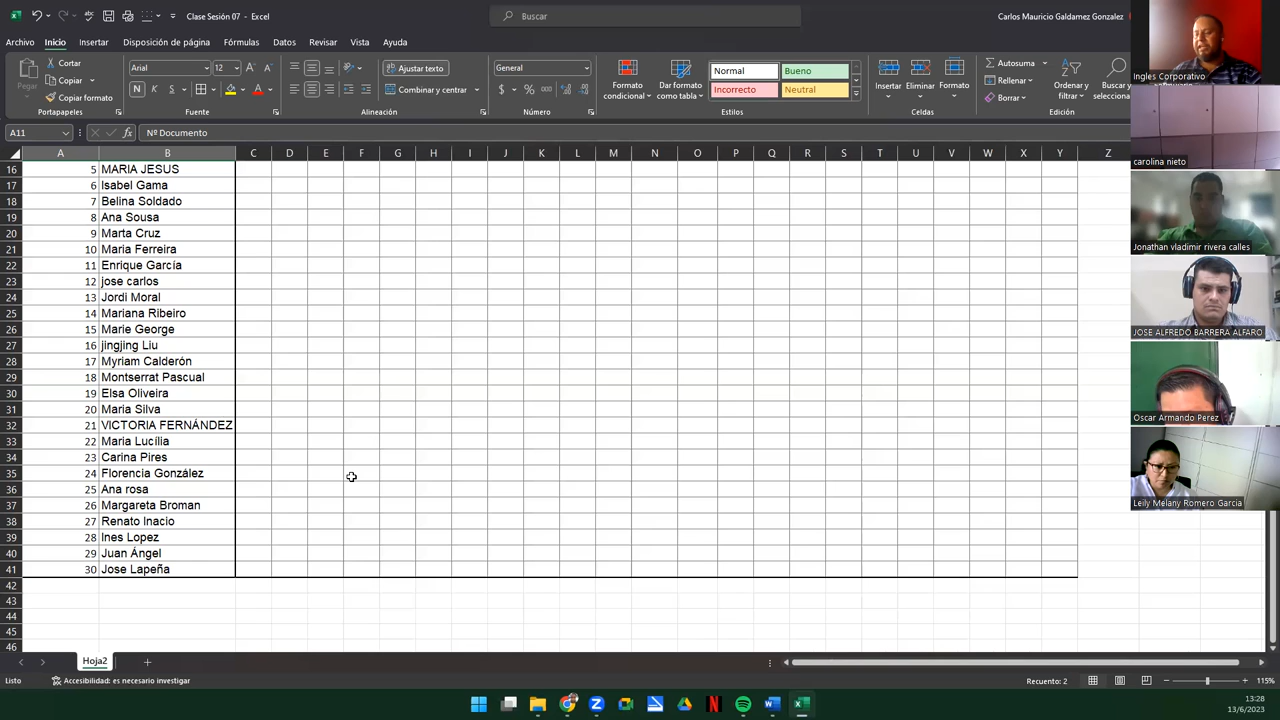 Clase Sesión 07 - Excel
Buscar
Carlos Mauricio Galdamez Gonzalez
Archivo Inicio Insertar Disposición de página Fórmulas Datos Revisar Vista Ayuda
Pegar
Cortar
Copiar
Copiar formato
Portapapeles
Arial 12
N K S
Fuente
Ajustar texto
Combinar y centrar
Alineación
General
Número
Formato condicional
Dar formato como tabla
Normal Bueno
Incorrecto Neutral
Estilos
Insertar Eliminar Formato
Celdas
Autosuma
Rellenar
Borrar
Ordenar y filtrar
Buscar y
Edición
A11 fx Nº Documento
A B C D E F G H I J K L M N O P Q R S T U V W X Y Z
16 5 MARIA JESUS
17 6 Isabel Gama
18 7 Belina Soldado
19 8 Ana Sousa
20 9 Marta Cruz
21 10 Maria Ferreira
22 11 Enrique García
23 12 jose carlos
24 13 Jordi Moral
25 14 Mariana Ribeiro
26 15 Marie George
27 16 jingjing Liu
28 17 Myriam Calderón
29 18 Montserrat Pascual
30 19 Elsa Oliveira
31 20 Maria Silva
32 21 VICTORIA FERNÁNDEZ
33 22 Maria Lucília
34 23 Carina Pires
35 24 Florencia González
36 25 Ana rosa
37 26 Margareta Broman
38 27 Renato Inacio
39 28 Ines Lopez
40 29 Juan Ángel
41 30 Jose Lapeña
42
43
44
45
46
Hoja2
Listo Accesibilidad: es necesario investigar Recuento: 2 115%
13:28
13/6/2023
Ingles Corporativo
carolina nieto
Jonathan vladimir rivera calles
JOSE ALFREDO BARRERA ALFARO
Oscar Armando Perez
Leily Melany Romero Garcia